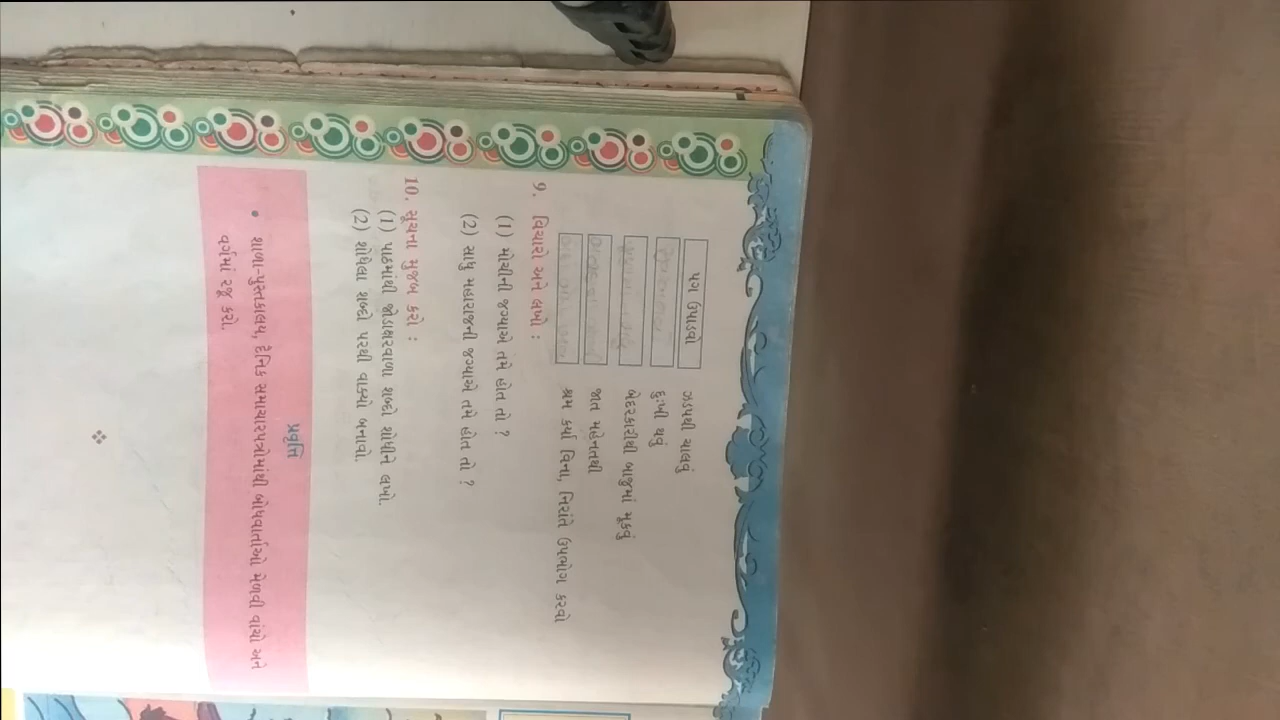 પગ ઉપાડવો ઝડપથી ચાલવું
દુઃખી થવું
બેદરકારીથી બાજુમાં મૂકવું
જાત મહેનતથી
શ્રમ કર્યા વિના, નિરાંતે ઉપભોગ કરવો
9. વિચારો અને લખો :
(1) મોચીની જગ્યાએ તમે હોત તો ?
(2) સાધુ મહારાજની જગ્યાએ તમે હોત તો ?
10. સૂચના મુજબ કરો :
(1) પાઠમાંથી જોડાક્ષરવાળા શબ્દો શોધીને લખો.
(2) શોધેલા શબ્દો પરથી વાક્યો બનાવો.
પ્રવૃત્તિ
• શાળા-પુસ્તકાલય, દૈનિક સમાચારપત્રોમાંથી બોધવાર્તાઓ મેળવી વાંચો અને
વર્ગમાં રજૂ કરો.